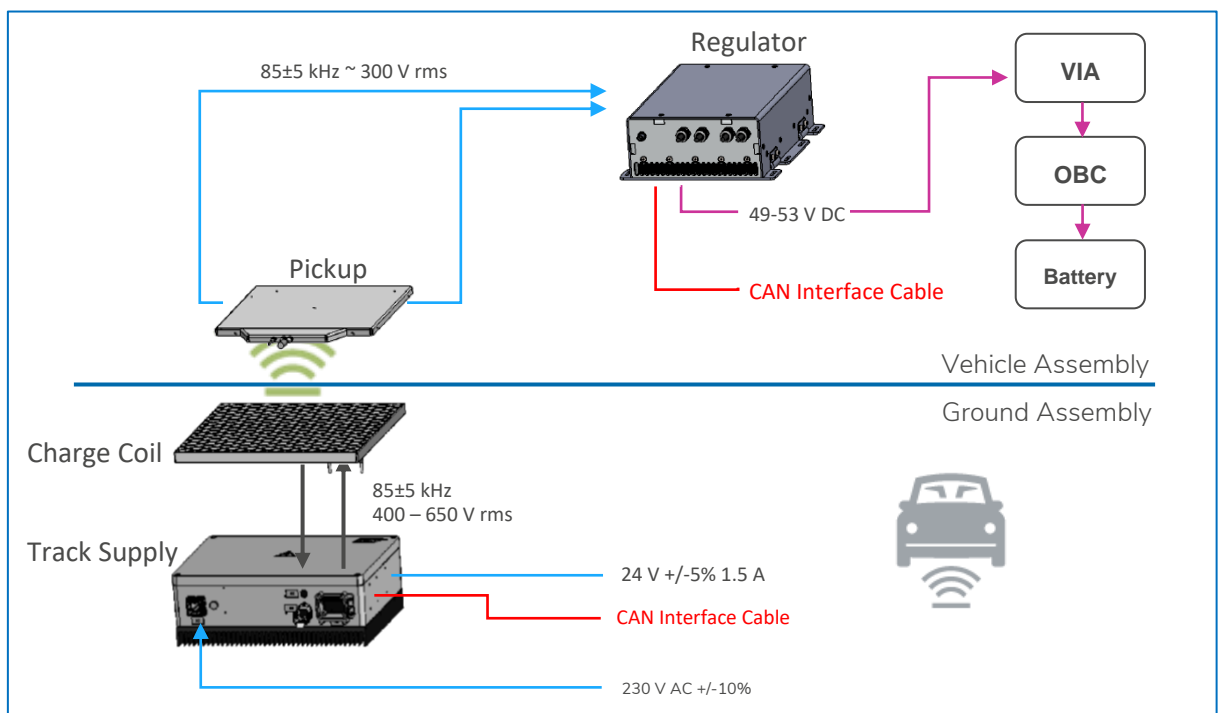 Regulator
85±5 kHz ~ 300 V rms
VIA
OBC
49-53 V DC
Pickup
Battery
CAN Interface Cable
Vehicle Assembly
Ground Assembly
Charge Coil
85±5 kHz
400 – 650 V rms
Track Supply
24 V +/-5% 1.5 A
CAN Interface Cable
230 V AC +/-10%